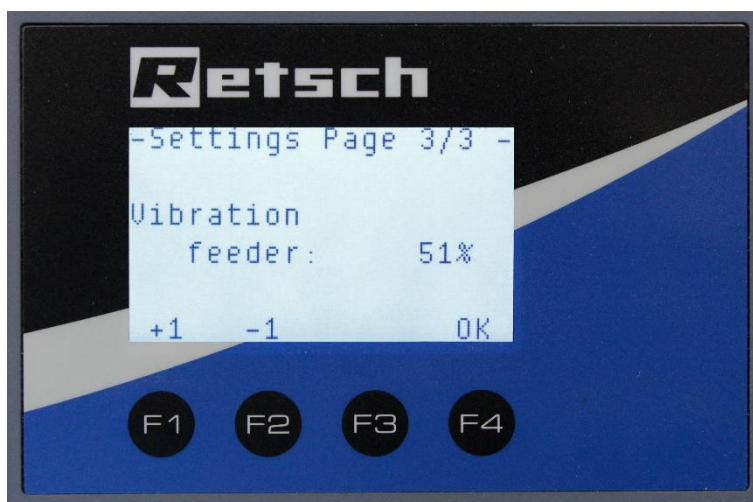 Retsch
-Settings Page 3/3 -
Vibration
feeder: 51%
+1 -1 OK
F1 F2 F3 F4